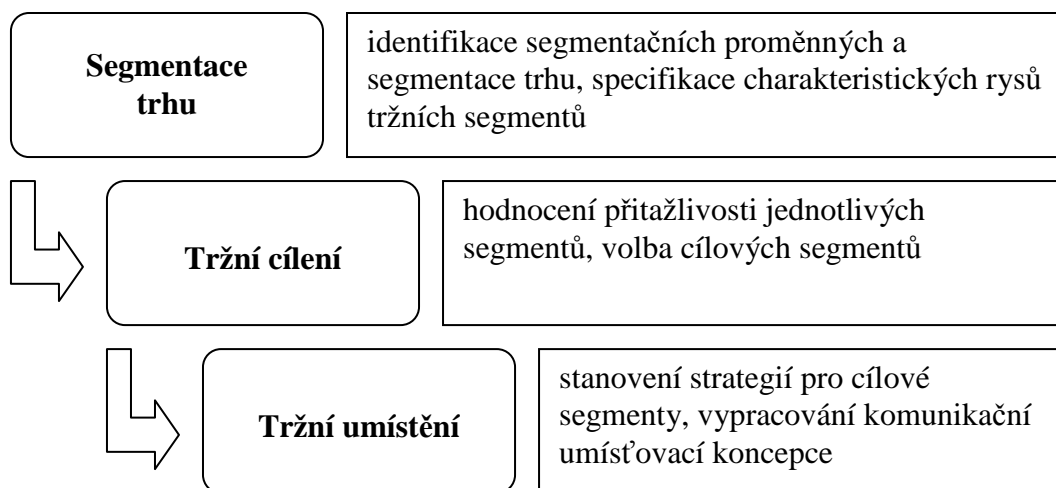 Segmentace
trhu
identifikace segmentačních proměnných a
segmentace trhu, specifikace charakteristických rysů
tržních segmentů
Tržní cílení
hodnocení přitažlivosti jednotlivých
segmentů, volba cílových segmentů
Tržní umístění
stanovení strategií pro cílové
segmenty, vypracování komunikační
umísťovací koncepce